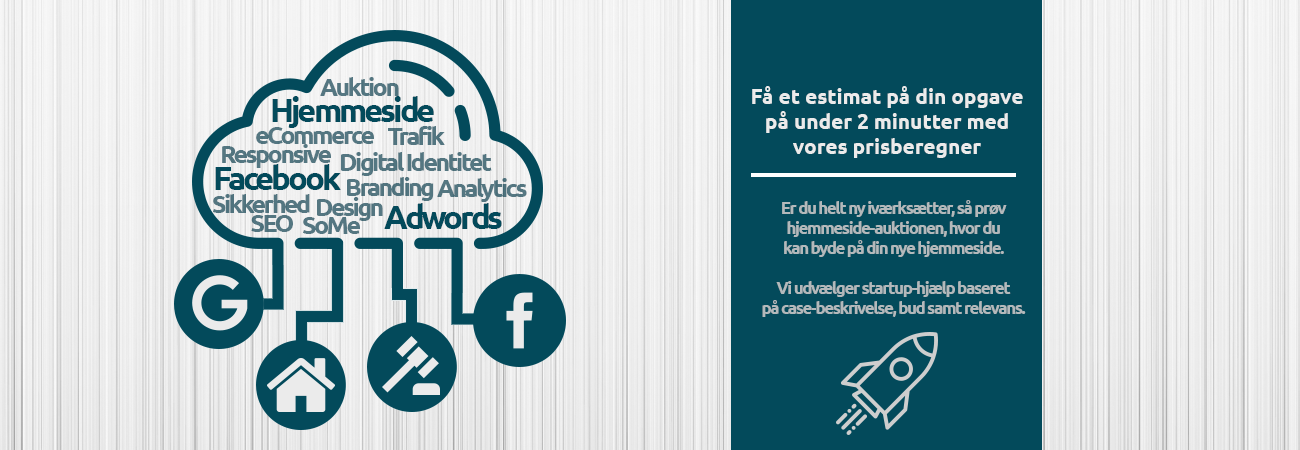 Auktion
Hjemmeside
eCommerce Trafik
Responsive Digital Identitet
Facebook Branding Analytics
Sikkerhed Design Adwords
SEO SoMe
G
f
Få et estimat på din opgave
på under 2 minutter med
vores prisberegner
Er du helt ny iværksætter, så prøv
hjemmeside-auktionen, hvor du
kan byde på din nye hjemmeside.
Vi udvælger startup-hjælp baseret
på case-beskrivelse, bud samt relevans.